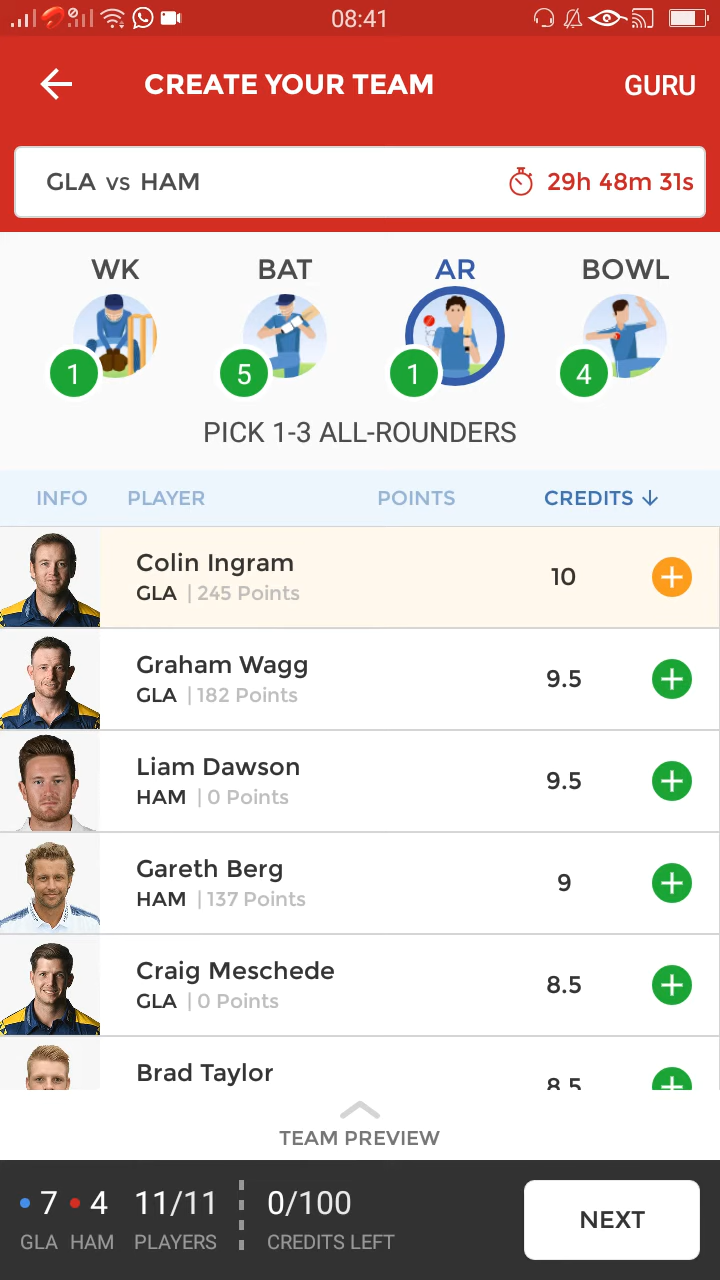 08:41
CREATE YOUR TEAM GURU
GLA vs HAM 29h 48m 31s
WK BAT AR BOWL
1 5 1 4
PICK 1-3 ALL-ROUNDERS
INFO PLAYER POINTS CREDITS
Colin Ingram
GLA | 245 Points 10
Graham Wagg
GLA | 182 Points 9.5
Liam Dawson
HAM | 0 Points 9.5
Gareth Berg
HAM | 137 Points 9
Craig Meschede
GLA | 0 Points 8.5
Brad Taylor
8.5
TEAM PREVIEW
7 4 11/11 0/100 NEXT
GLA HAM PLAYERS CREDITS LEFT